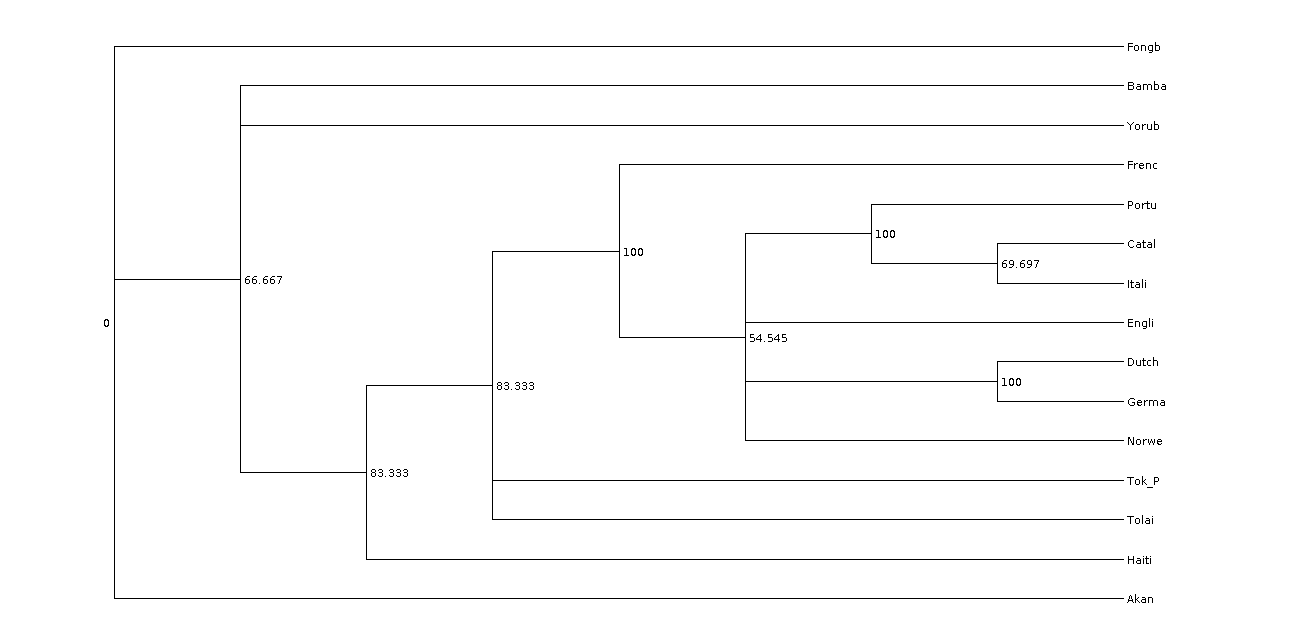 Fongb
Bamba
Yorub
Frenc
Portu
100
Catal
100
69.697
66.667
Itali
0
Engli
54.545
Dutch
83.333
100
Germa
Norwe
83.333
Tok_P
Tolai
Haiti
Akan